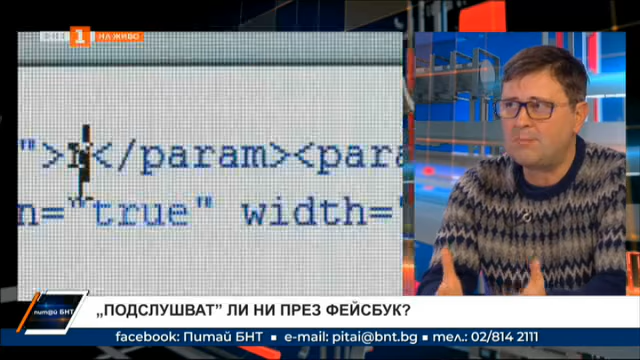 БНТ 1 НА ЖИВО
"></param><para
n="true" width="
питай БНТ
„ПОДСЛУШВАТ” ЛИ НИ ПРЕЗ ФЕЙСБУК?
facebook: Питай БНТ ▪ e-mail: pitai@bnt.bg ▪ тел.: 02/814 2111